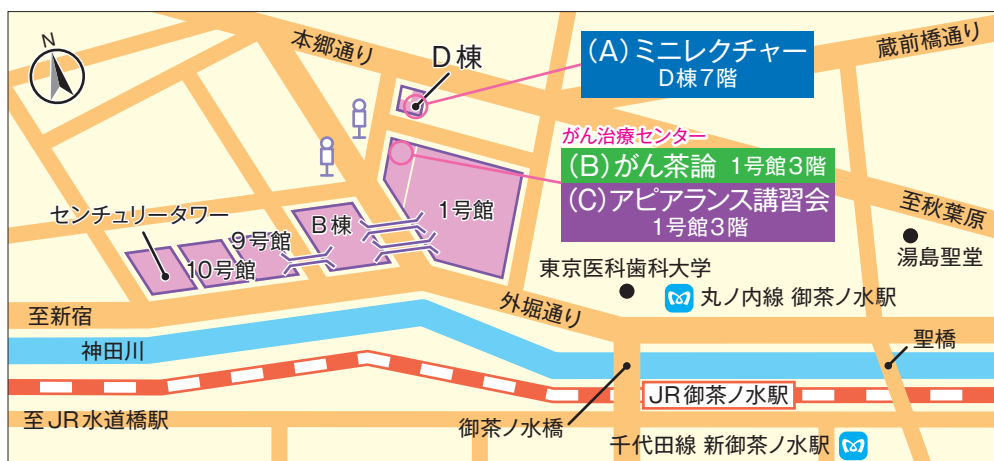 N
本郷通り
D棟
(A)ミニレクチャー
D棟7階
蔵前橋通り
がん治療センター
(B)がん茶論 1号館3階
(C)アピアランス講習会
1号館3階
至秋葉原
湯島聖堂
センチュリータワー
10号館
9号館
B棟
1号館
東京医科歯科大学
丸ノ内線 御茶ノ水駅
外堀通り
至新宿
神田川
聖橋
JR御茶ノ水駅
至JR水道橋駅
御茶ノ水橋
千代田線 新御茶ノ水駅